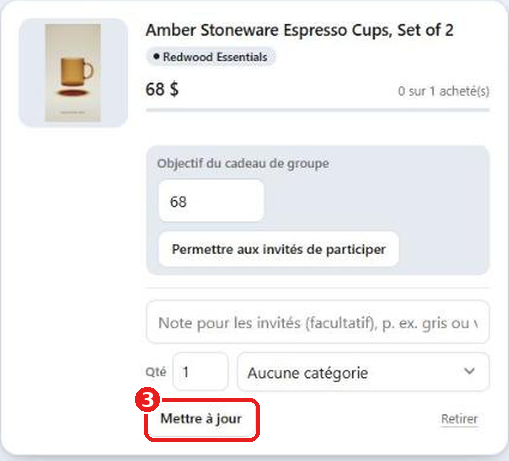 Amber Stoneware Espresso Cups, Set of 2
• Redwood Essentials
68 $
0 sur 1 acheté(s)
Objectif du cadeau de groupe
68
Permettre aux invités de participer
Note pour les invités (facultatif), p. ex. gris ou
Qté
1
Aucune catégorie
3
Mettre à jour
Retirer